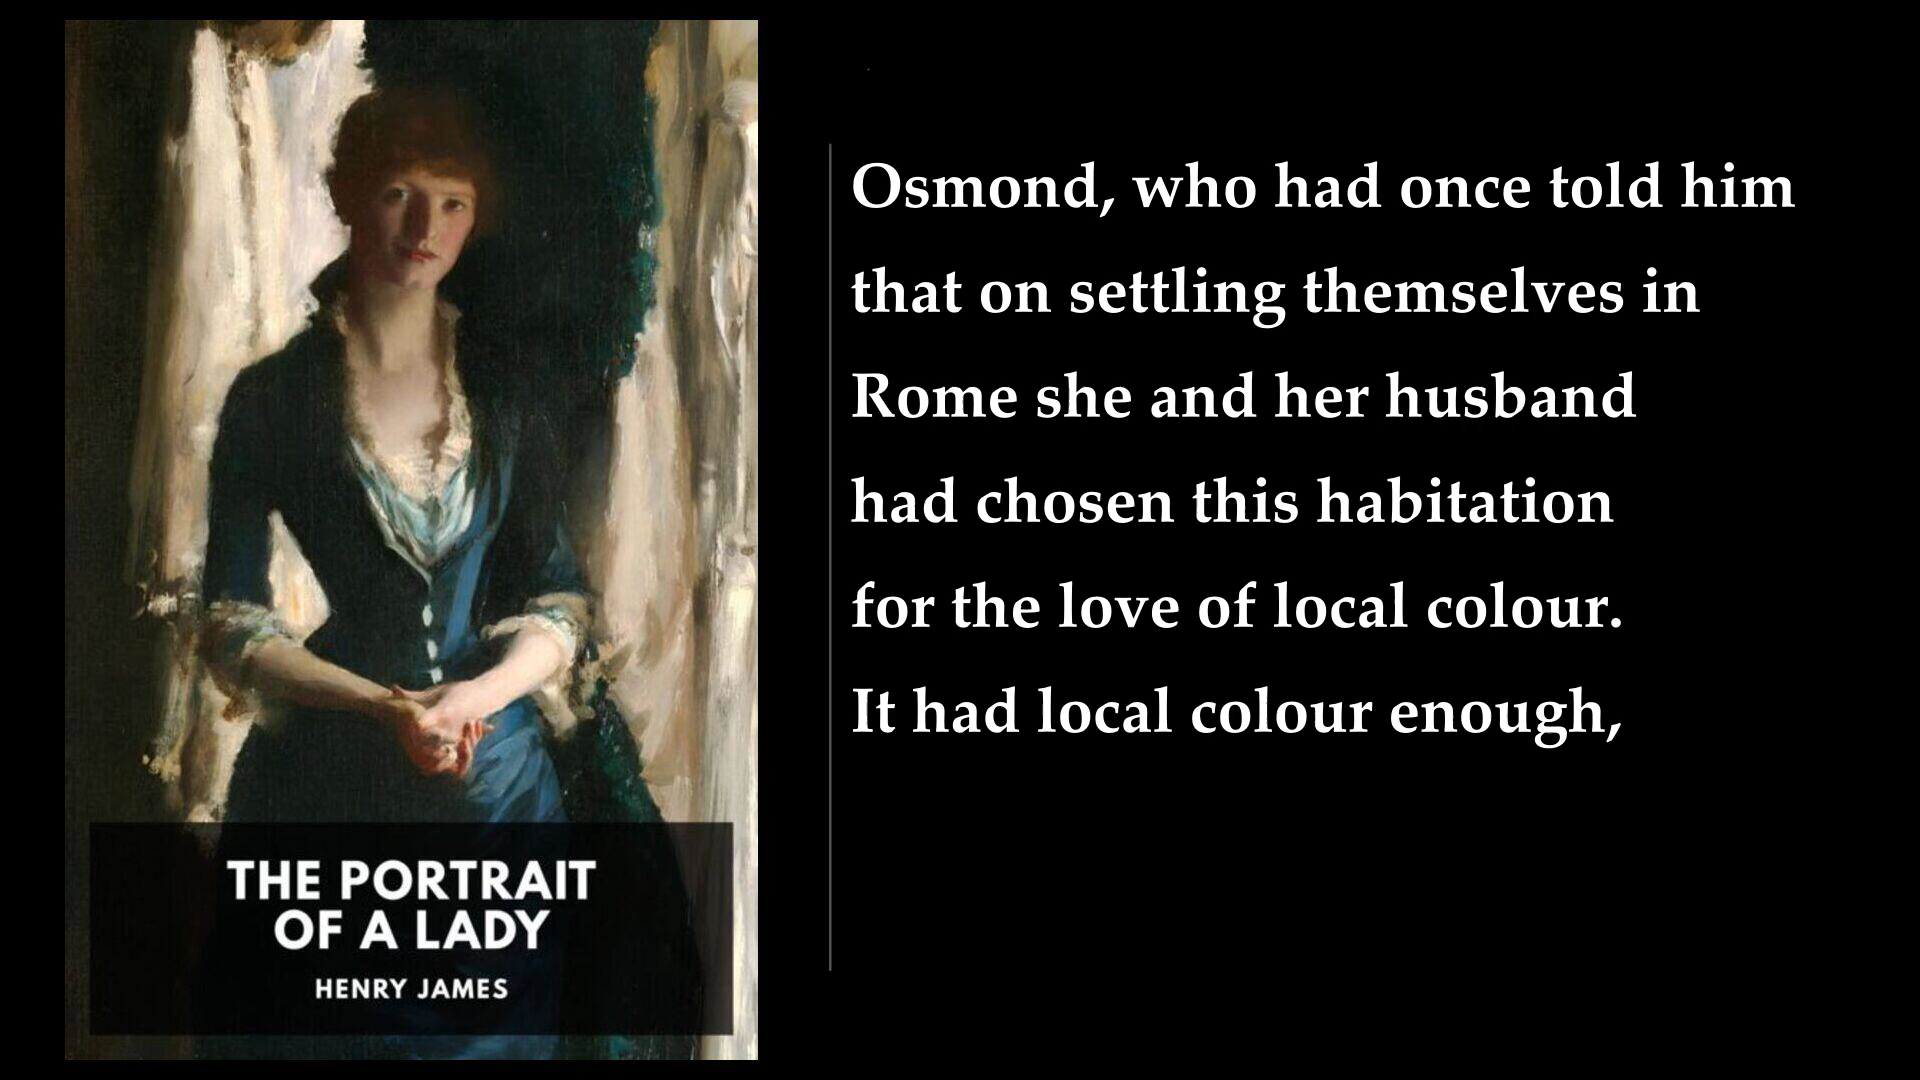 THE PORTRAIT
OF A LADY
HENRY JAMES
Osmond, who had once told him
that on settling themselves in
Rome she and her husband
had chosen this habitation
for the love of local colour.
It had local colour enough,